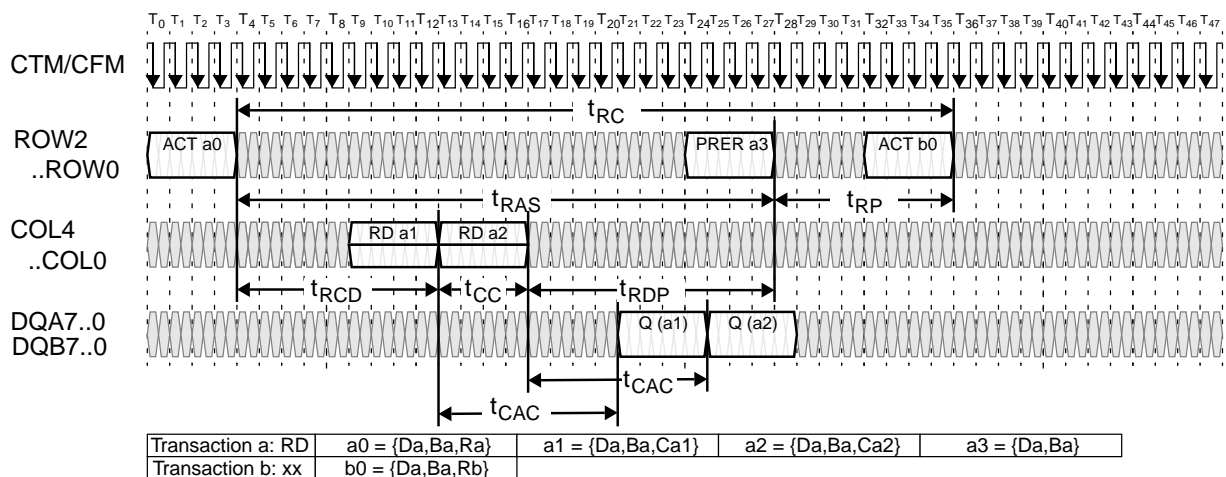 T0 T1 T2 T3 T4 T5 T6 T7 T8 T9 T10 T11 T12 T13 T14 T15 T16 T17 T18 T19 T20 T21 T22 T23 T24 T25 T26 T27 T28 T29 T30 T31 T32 T33 T34 T35 T36 T37 T38 T39 T40 T41 T42 T43 T44 T45 T46 T47
CTM/CFM
tRC
ROW2
..ROW0
ACT a0
PRER a3
ACT b0
tRAS
tRP
COL4
..COL0
RD a1
RD a2
tRCD
tCC
tRDP
DQA7..0
DQB7..0
Q (a1)
Q (a2)
tCAC
tCAC
Transaction a: RD a0 = {Da,Ba,Ra} a1 = {Da,Ba,Ca1} a2 = {Da,Ba,Ca2} a3 = {Da,Ba}
Transaction b: xx b0 = {Da,Ba,Rb}